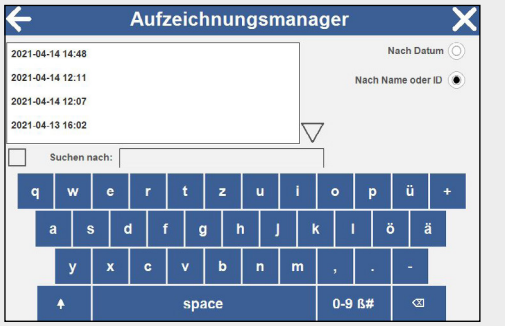 Aufzeichnungsmanager
2021-04-14 14:48
2021-04-14 12:11
2021-04-14 12:07
2021-04-13 16:02
Nach Datum
Nach Name oder ID
Suchen nach:
q w e r t z u i o p ü +
a s d f g h j k l ö ä
y x c v b n m , . -
space 0-9 ß#